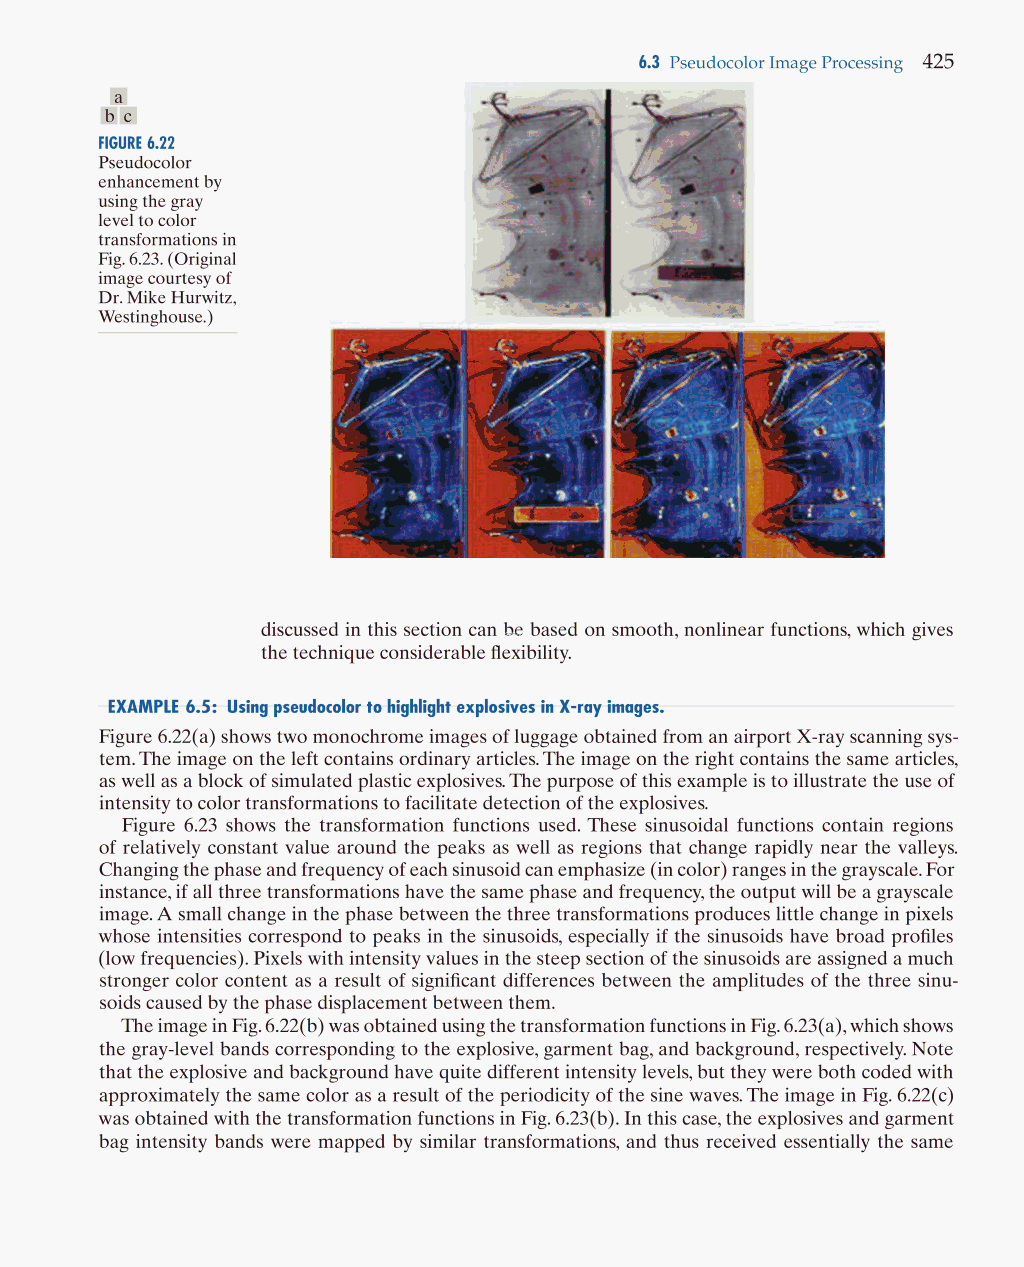 6.3 Pseudocolor Image Processing 425
a
b c
FIGURE 6.22
Pseudocolor
enhancement by
using the gray
level to color
transformations in
Fig. 6.23. (Original
image courtesy of
Dr. Mike Hurwitz,
Westinghouse.)
discussed in this section can be based on smooth, nonlinear functions, which gives
the technique considerable flexibility.
EXAMPLE 6.5: Using pseudocolor to highlight explosives in X-ray images.
Figure 6.22(a) shows two monochrome images of luggage obtained from an airport X-ray scanning sys-
tem. The image on the left contains ordinary articles. The image on the right contains the same articles,
as well as a block of simulated plastic explosives. The purpose of this example is to illustrate the use of
intensity to color transformations to facilitate detection of the explosives.
Figure 6.23 shows the transformation functions used. These sinusoidal functions contain regions
of relatively constant value around the peaks as well as regions that change rapidly near the valleys.
Changing the phase and frequency of each sinusoid can emphasize (in color) ranges in the grayscale. For
instance, if all three transformations have the same phase and frequency, the output will be a grayscale
image. A small change in the phase between the three transformations produces little change in pixels
whose intensities correspond to peaks in the sinusoids, especially if the sinusoids have broad profiles
(low frequencies). Pixels with intensity values in the steep section of the sinusoids are assigned a much
stronger color content as a result of significant differences between the amplitudes of the three sinu-
soids caused by the phase displacement between them.
The image in Fig. 6.22(b) was obtained using the transformation functions in Fig. 6.23(a), which shows
the gray-level bands corresponding to the explosive, garment bag, and background, respectively. Note
that the explosive and background have quite different intensity levels, but they were both coded with
approximately the same color as a result of the periodicity of the sine waves. The image in Fig. 6.22(c)
was obtained with the transformation functions in Fig. 6.23(b). In this case, the explosives and garment
bag intensity bands were mapped by similar transformations, and thus received essentially the same